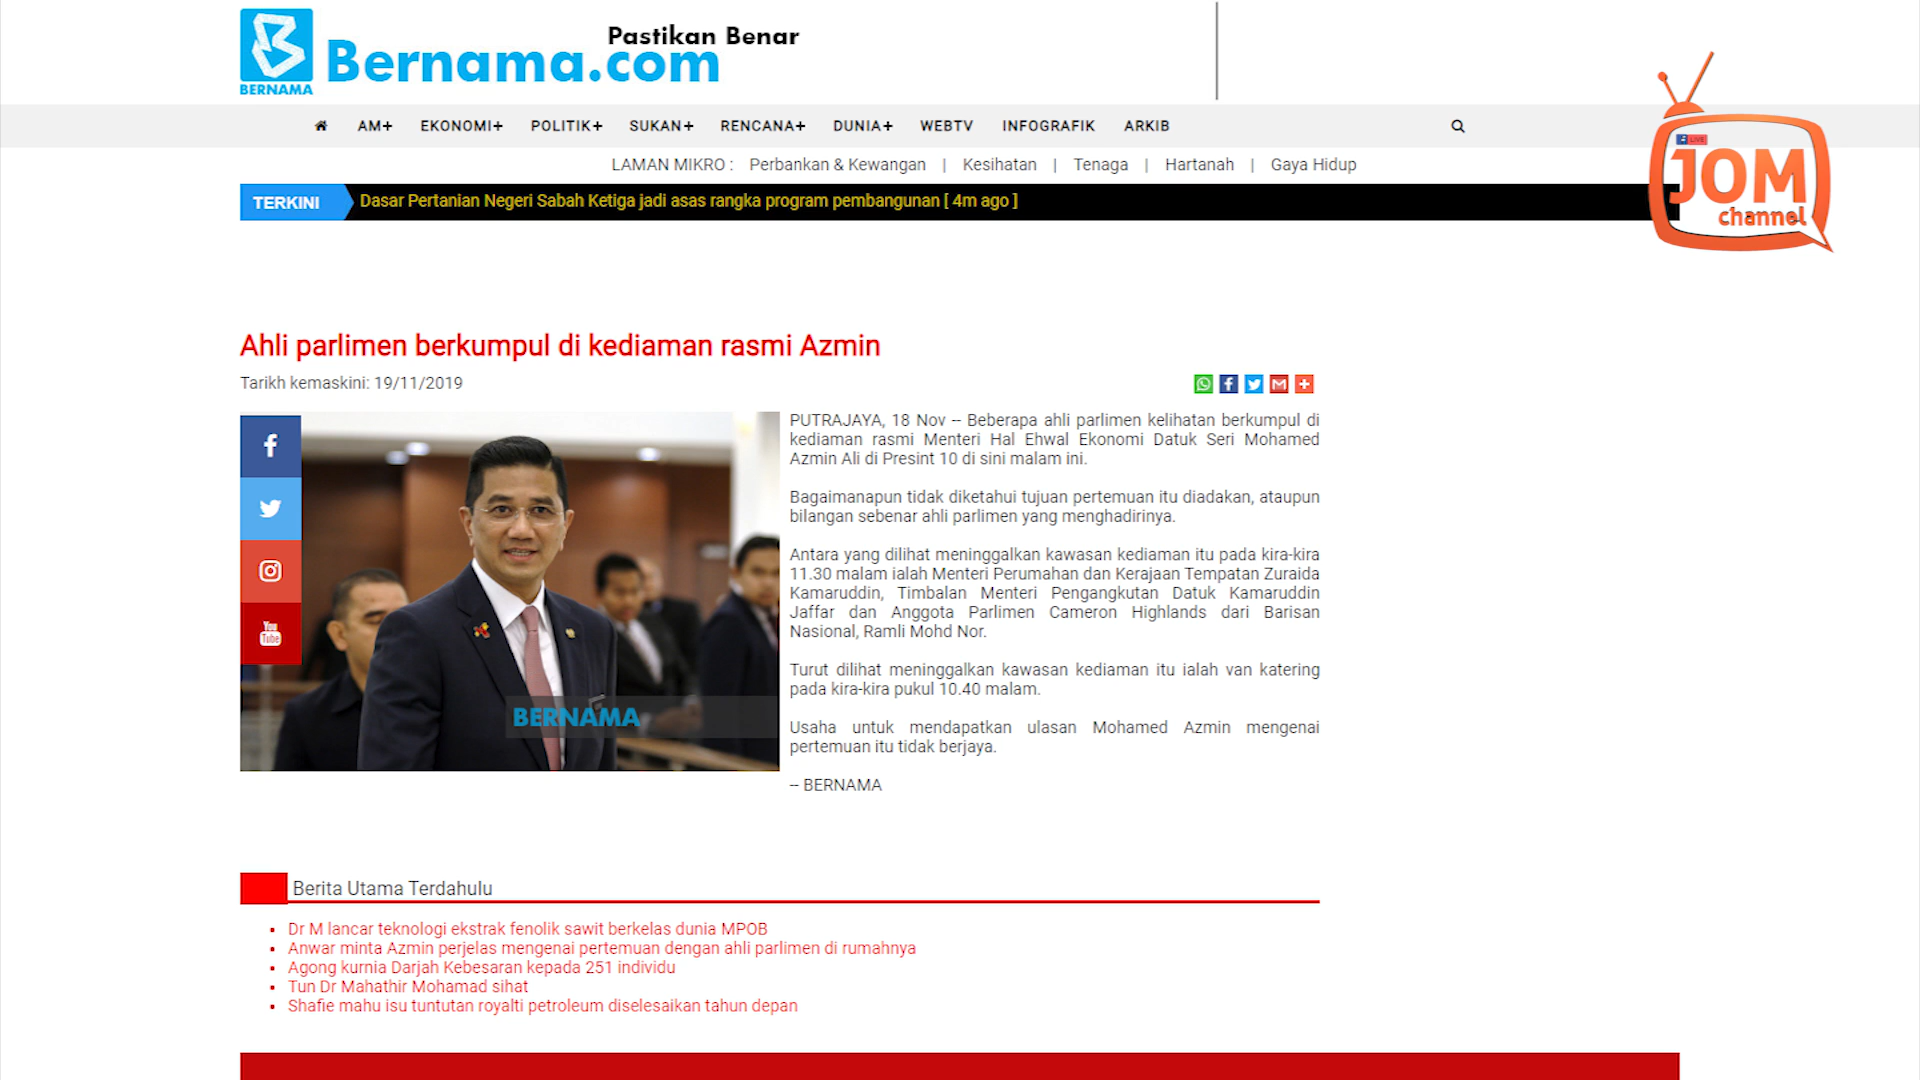 Pastikan Benar
Bernama.com
BERNAMA
AM+ EKONOMI+ POLITIK+ SUKAN+ RENCANA+ DUNIA+ WEBTV INFOGRAFIK ARKIB
LAMAN MIKRO : Perbankan & Kewangan | Kesihatan | Tenaga | Hartanah | Gaya Hidup
LIVE
JOM
channel
TERKINI Dasar Pertanian Negeri Sabah Ketiga jadi asas rangka program pembangunan [ 4m ago ]
Ahli parlimen berkumpul di kediaman rasmi Azmin
Tarikh kemaskini: 19/11/2019
You
Tube
BERNAMA
PUTRAJAYA, 18 Nov -- Beberapa ahli parlimen kelihatan berkumpul di
kediaman rasmi Menteri Hal Ehwal Ekonomi Datuk Seri Mohamed
Azmin Ali di Presint 10 di sini malam ini.
Bagaimanapun tidak diketahui tujuan pertemuan itu diadakan, ataupun
bilangan sebenar ahli parlimen yang menghadirinya.
Antara yang dilihat meninggalkan kawasan kediaman itu pada kira-kira
11.30 malam ialah Menteri Perumahan dan Kerajaan Tempatan Zuraida
Kamaruddin, Timbalan Menteri Pengangkutan Datuk Kamaruddin
Jaffar dan Anggota Parlimen Cameron Highlands dari Barisan
Nasional, Ramli Mohd Nor.
Turut dilihat meninggalkan kawasan kediaman itu ialah van katering
pada kira-kira pukul 10.40 malam.
Usaha untuk mendapatkan ulasan Mohamed Azmin mengenai
pertemuan itu tidak berjaya.
-- BERNAMA
Berita Utama Terdahulu
Dr M lancar teknologi ekstrak fenolik sawit berkelas dunia MPOB
Anwar minta Azmin perjelas mengenai pertemuan dengan ahli parlimen di rumahnya
Agong kurnia Darjah Kebesaran kepada 251 individu
Tun Dr Mahathir Mohamad sihat
Shafie mahu isu tuntutan royalti petroleum diselesaikan tahun depan